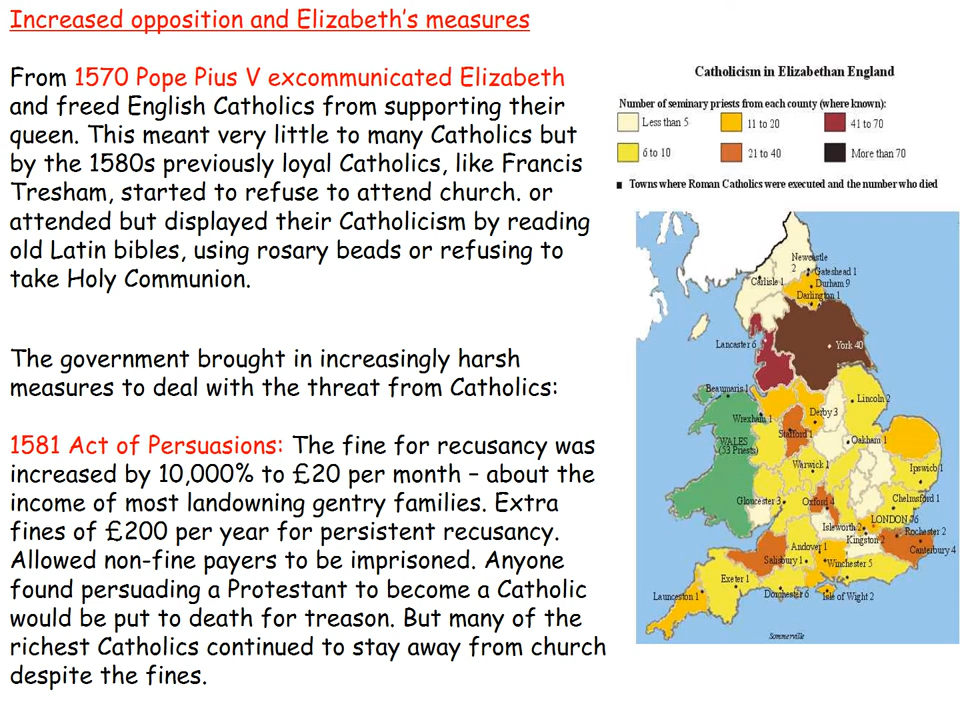 Increased opposition and Elizabeth's measures
From 1570 Pope Pius V excommunicated Elizabeth
and freed English Catholics from supporting their
queen. This meant very little to many Catholics but
by the 1580s previously loyal Catholics, like Francis
Tresham, started to refuse to attend church. or
attended but displayed their Catholicism by reading
old Latin bibles, using rosary beads or refusing to
take Holy Communion.
The government brought in increasingly harsh
measures to deal with the threat from Catholics:
1581 Act of Persuasions: The fine for recusancy was
increased by 10,000% to £20 per month – about the
income of most landowning gentry families. Extra
fines of £200 per year for persistent recusancy.
Allowed non-fine payers to be imprisoned. Anyone
found persuading a Protestant to become a Catholic
would be put to death for treason. But many of the
richest Catholics continued to stay away from church
despite the fines.
Catholicism in Elizabethan England
Number of seminary priests from each county (where known):
Less than 5
11 to 20
41 to 70
6 to 10
21 to 40
More than 70
Towns where Roman Catholics were executed and the number who died
Newcastle
2
Gateshead 1
Durham 9
Carlisle 1
Darlington 1
Lancaster 6
York 40
Beaumaris 1
Lincoln 2
Wrexham 1
Derby 3
Stafford 1
WALES
(53 Priests)
Oakham 1
Warwick 1
Ipswich 1
Gloucester 3
Oxford 4
Chelmsford 1
LONDON 76
Isleworth 2
Rochester 2
Kingston 2
Canterbury 4
Andover 1
Salisbury 1
Winchester 5
Exeter 1
Launceston 1
Dorchester 6
Isle of Wight 2
Sommerville